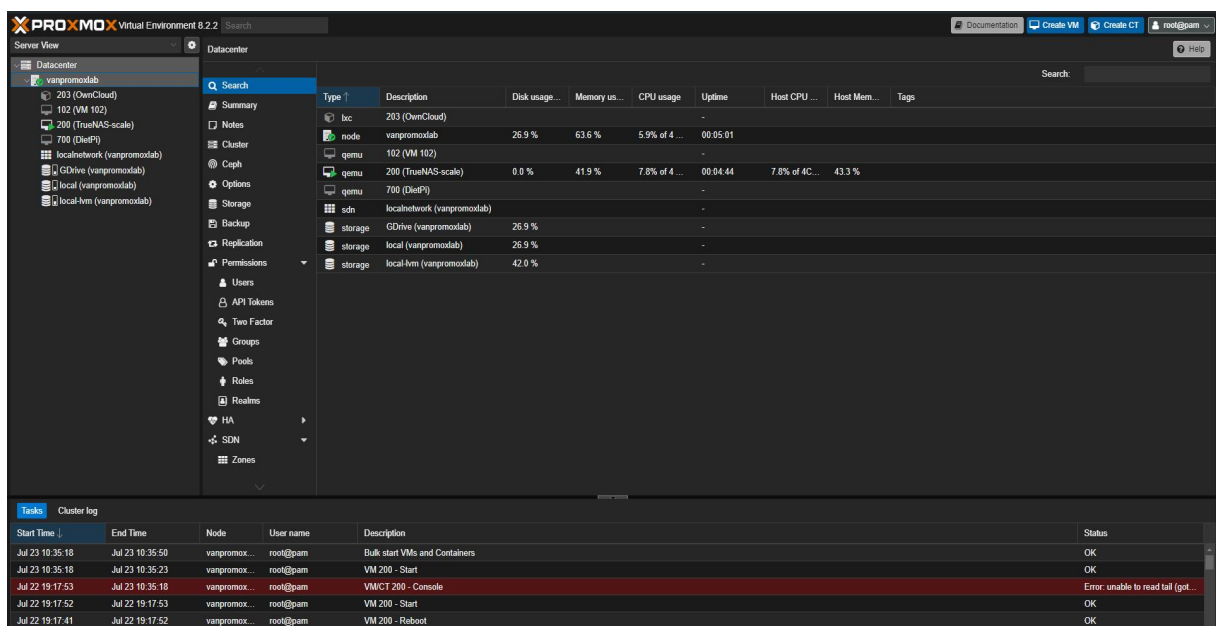 PROXMOX Virtual Environment 8.2.2 Search Documentation Create VM Create CT root@pam
Server View
Datacenter Help
Datacenter
vanpromoxlab
203 (OwnCloud)
102 (VM 102)
200 (TrueNAS-scale)
700 (DietPi)
localnetwork (vanpromoxlab)
GDrive (vanpromoxlab)
local (vanpromoxlab)
local-lvm (vanpromoxlab)
Search
Summary
Notes
Cluster
Ceph
Options
Storage
Backup
Replication
Permissions
Users
API Tokens
Two Factor
Groups
Pools
Roles
Realms
HA
SDN
Zones
Search:
Type ↑ Description Disk usage... Memory us... CPU usage Uptime Host CPU ... Host Mem... Tags
lxc 203 (OwnCloud) -
node vanpromoxlab 26.9 % 63.6 % 5.9% of 4 ... 00:05:01
qemu 102 (VM 102) -
qemu 200 (TrueNAS-scale) 0.0 % 41.9 % 7.8% of 4 ... 00:04:44 7.8% of 4C... 43.3 %
qemu 700 (DietPi) -
sdn localnetwork (vanpromoxlab) -
storage GDrive (vanpromoxlab) 26.9 % -
storage local (vanpromoxlab) 26.9 % -
storage local-lvm (vanpromoxlab) 42.0 % -
Tasks Cluster log
Start Time ↓ End Time Node User name Description Status
Jul 23 10:35:18 Jul 23 10:35:50 vanpromox... root@pam Bulk start VMs and Containers OK
Jul 23 10:35:18 Jul 23 10:35:23 vanpromox... root@pam VM 200 - Start OK
Jul 22 19:17:53 Jul 23 10:35:18 vanpromox... root@pam VM/CT 200 - Console Error: unable to read tail (got...
Jul 22 19:17:52 Jul 22 19:17:53 vanpromox... root@pam VM 200 - Start OK
Jul 22 19:17:41 Jul 22 19:17:52 vanpromox... root@pam VM 200 - Reboot OK